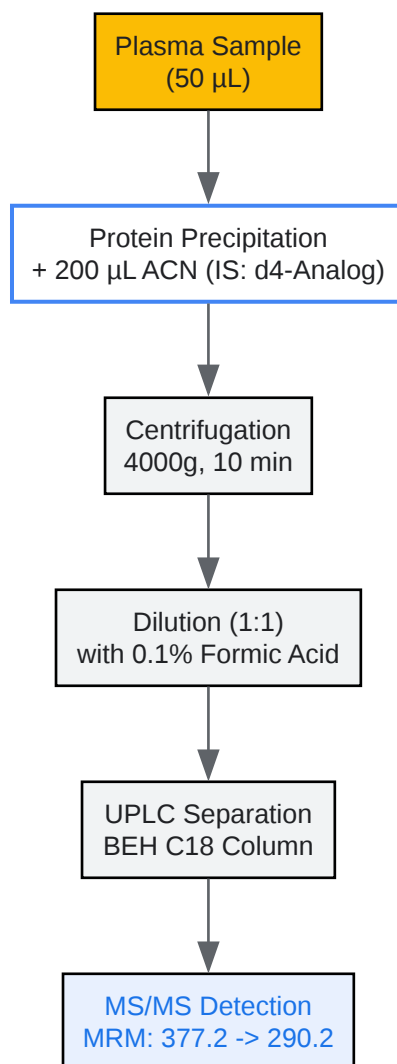 Plasma Sample
(50 µL)
Protein Precipitation
+ 200 µL ACN (IS: d4-Analog)
Centrifugation
4000g, 10 min
Dilution (1:1)
with 0.1% Formic Acid
UPLC Separation
BEH C18 Column
MS/MS Detection
MRM: 377.2 -> 290.2